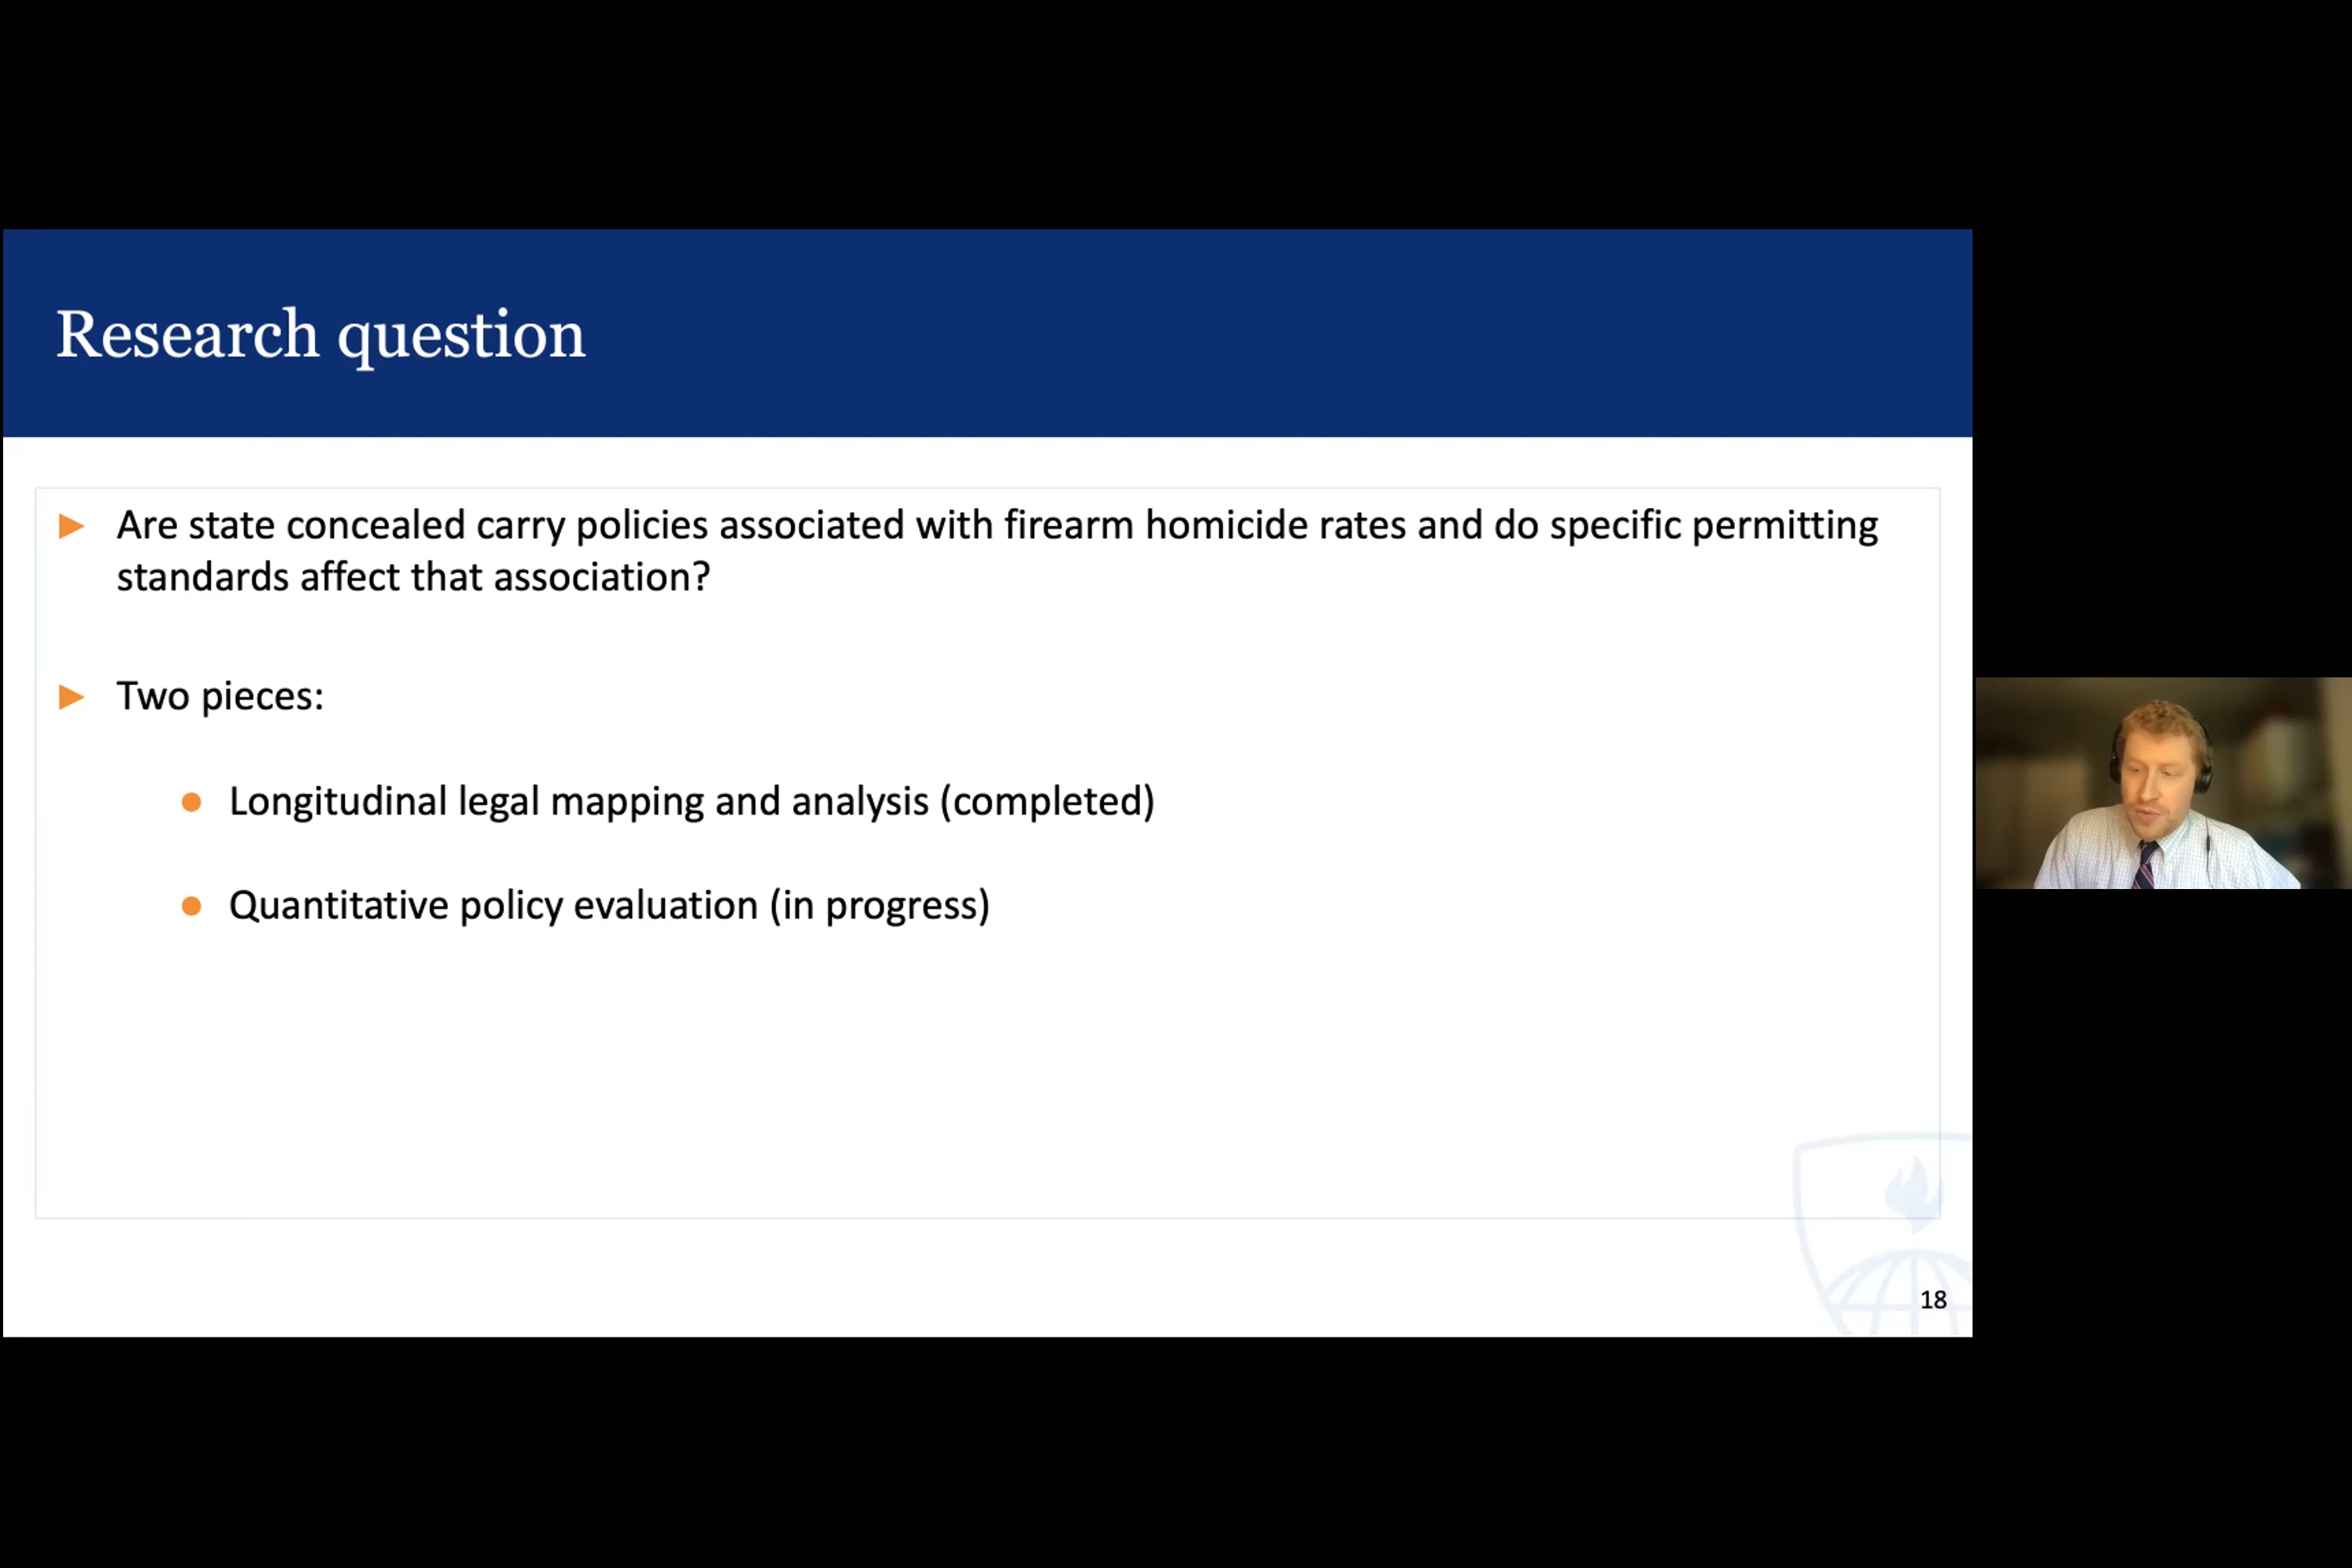 Research question
Are state concealed carry policies associated with firearm homicide rates and do specific permitting
standards affect that association?
Two pieces:
Longitudinal legal mapping and analysis (completed)
Quantitative policy evaluation (in progress)
18